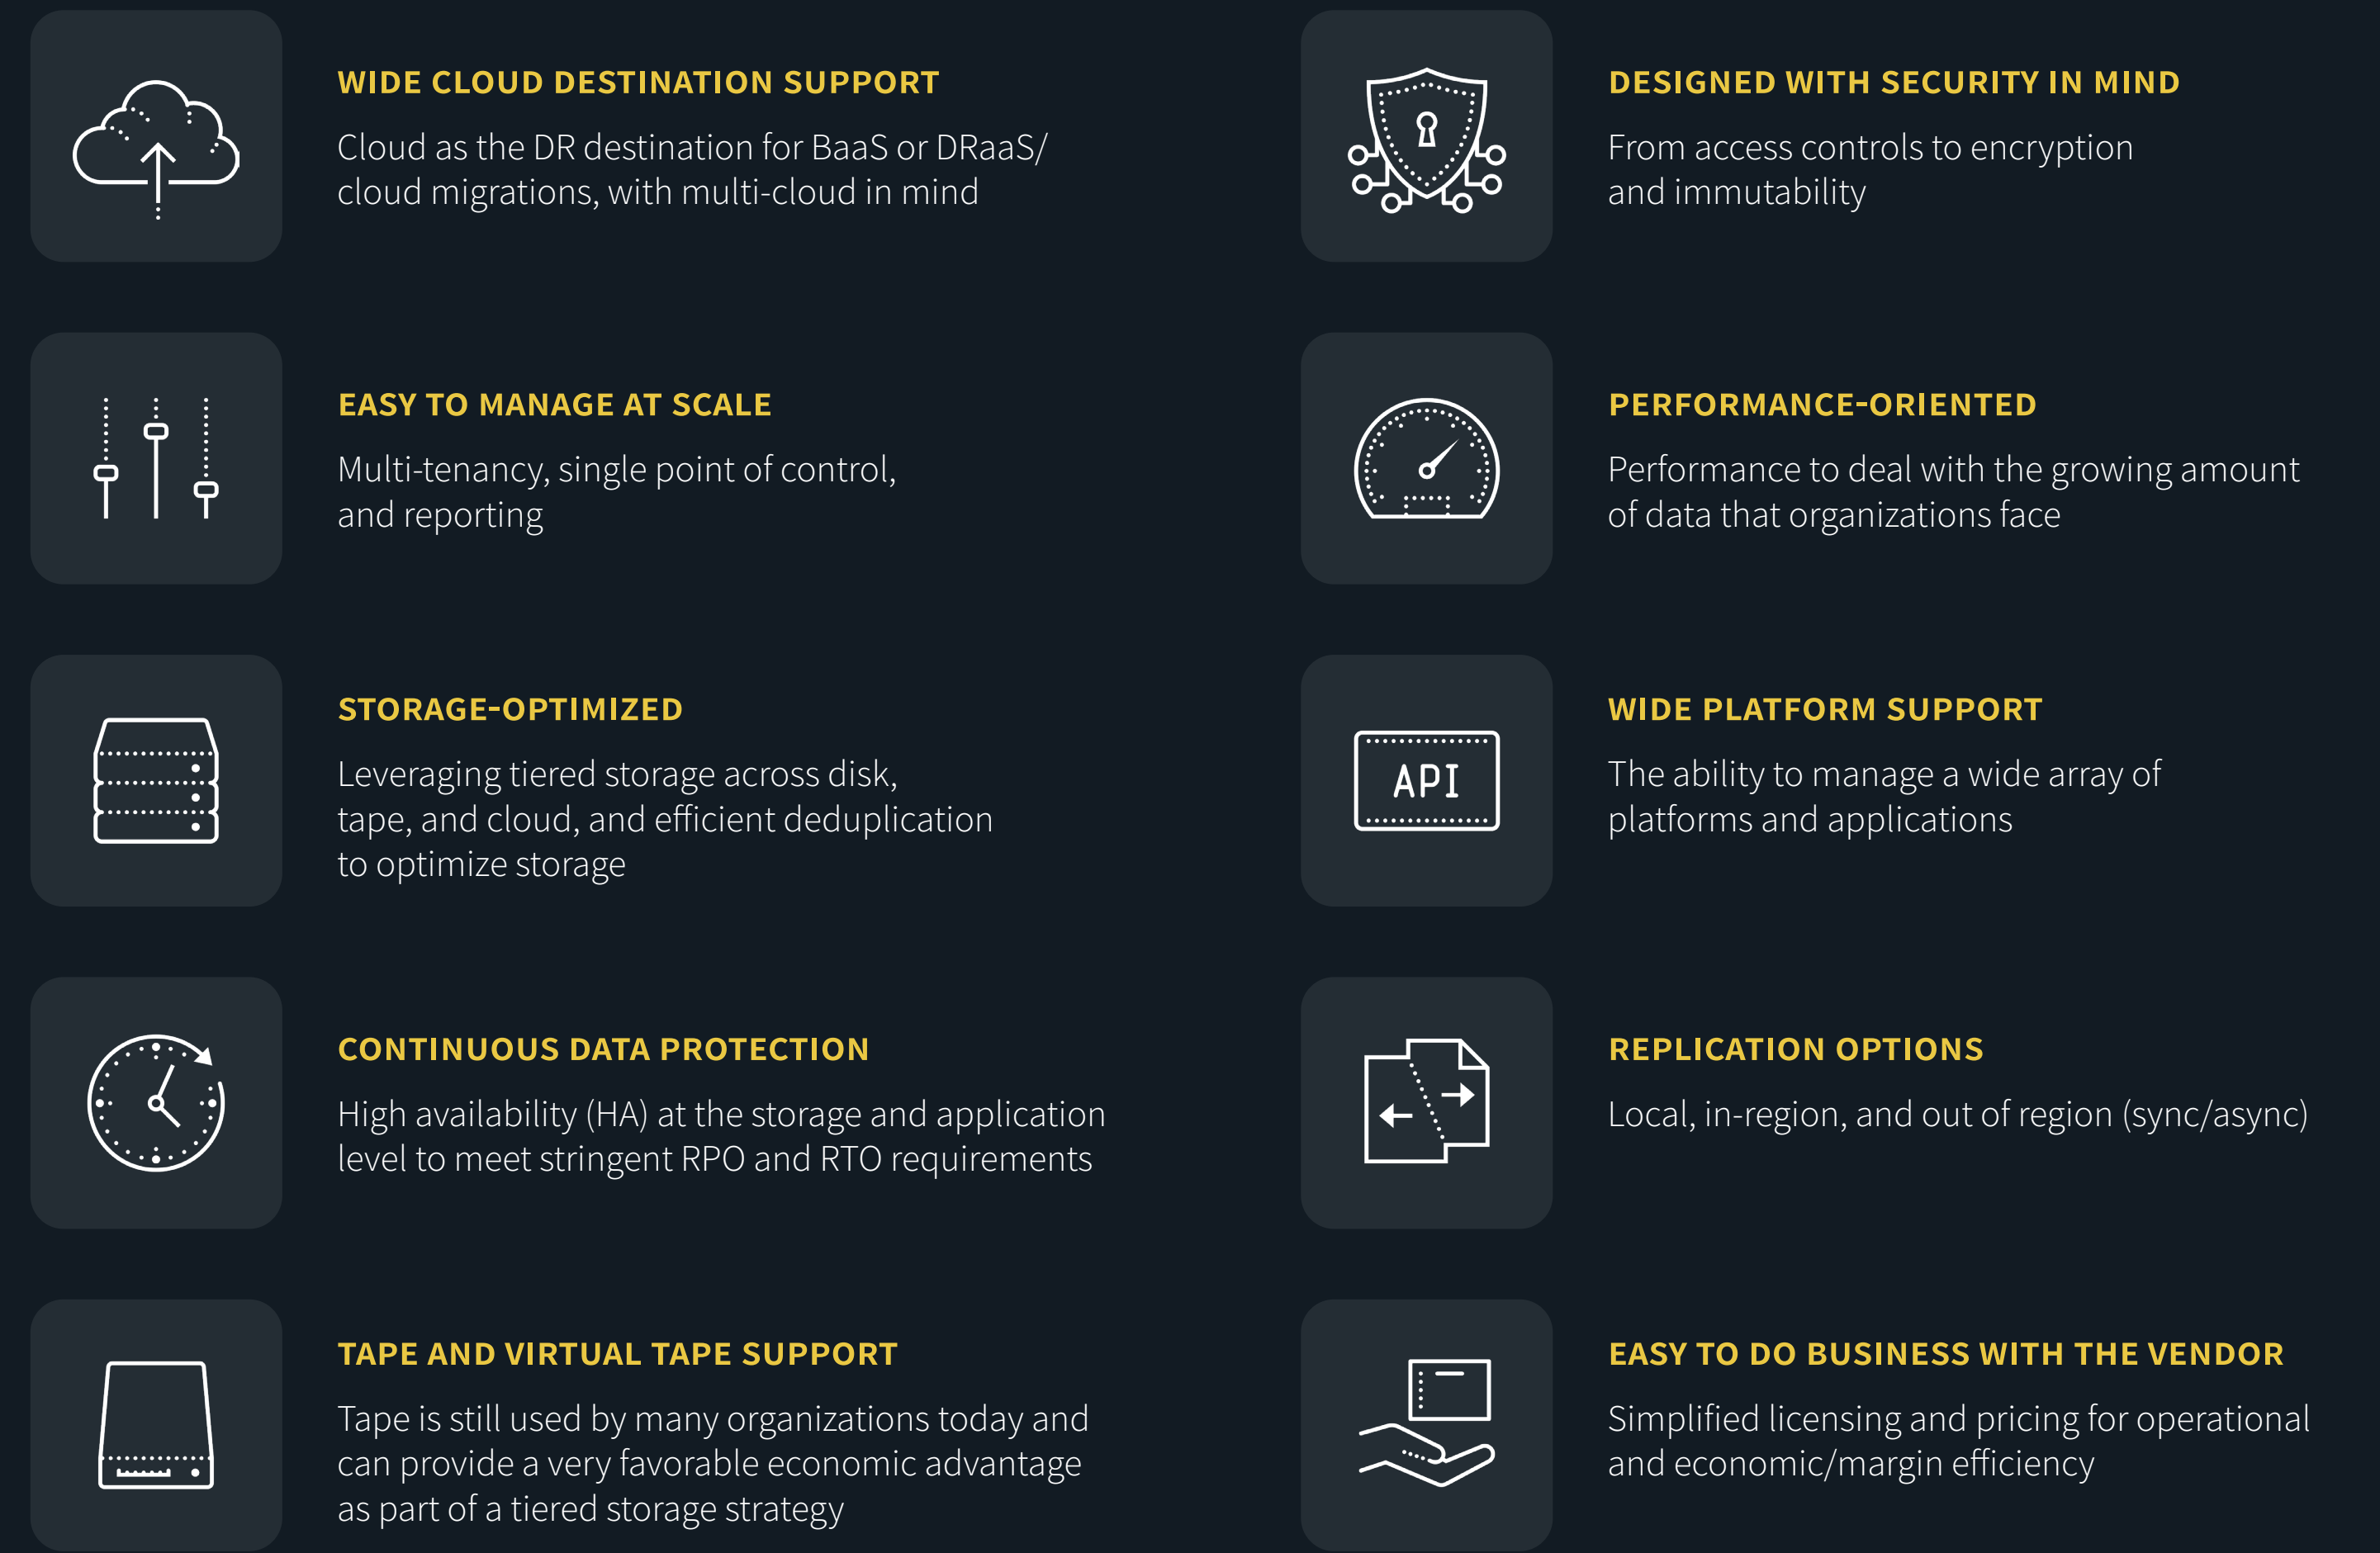 WIDE CLOUD DESTINATION SUPPORT
Cloud as the DR destination for BaaS or DRaaS/
cloud migrations, with multi-cloud in mind
DESIGNED WITH SECURITY IN MIND
From access controls to encryption
and immutability
EASY TO MANAGE AT SCALE
Multi-tenancy, single point of control,
and reporting
PERFORMANCE-ORIENTED
Performance to deal with the growing amount
of data that organizations face
STORAGE-OPTIMIZED
Leveraging tiered storage across disk,
tape, and cloud, and efficient deduplication
to optimize storage
API
WIDE PLATFORM SUPPORT
The ability to manage a wide array of
platforms and applications
CONTINUOUS DATA PROTECTION
High availability (HA) at the storage and application
level to meet stringent RPO and RTO requirements
REPLICATION OPTIONS
Local, in-region, and out of region (sync/async)
TAPE AND VIRTUAL TAPE SUPPORT
Tape is still used by many organizations today and
can provide a very favorable economic advantage
as part of a tiered storage strategy
EASY TO DO BUSINESS WITH THE VENDOR
Simplified licensing and pricing for operational
and economic/margin efficiency